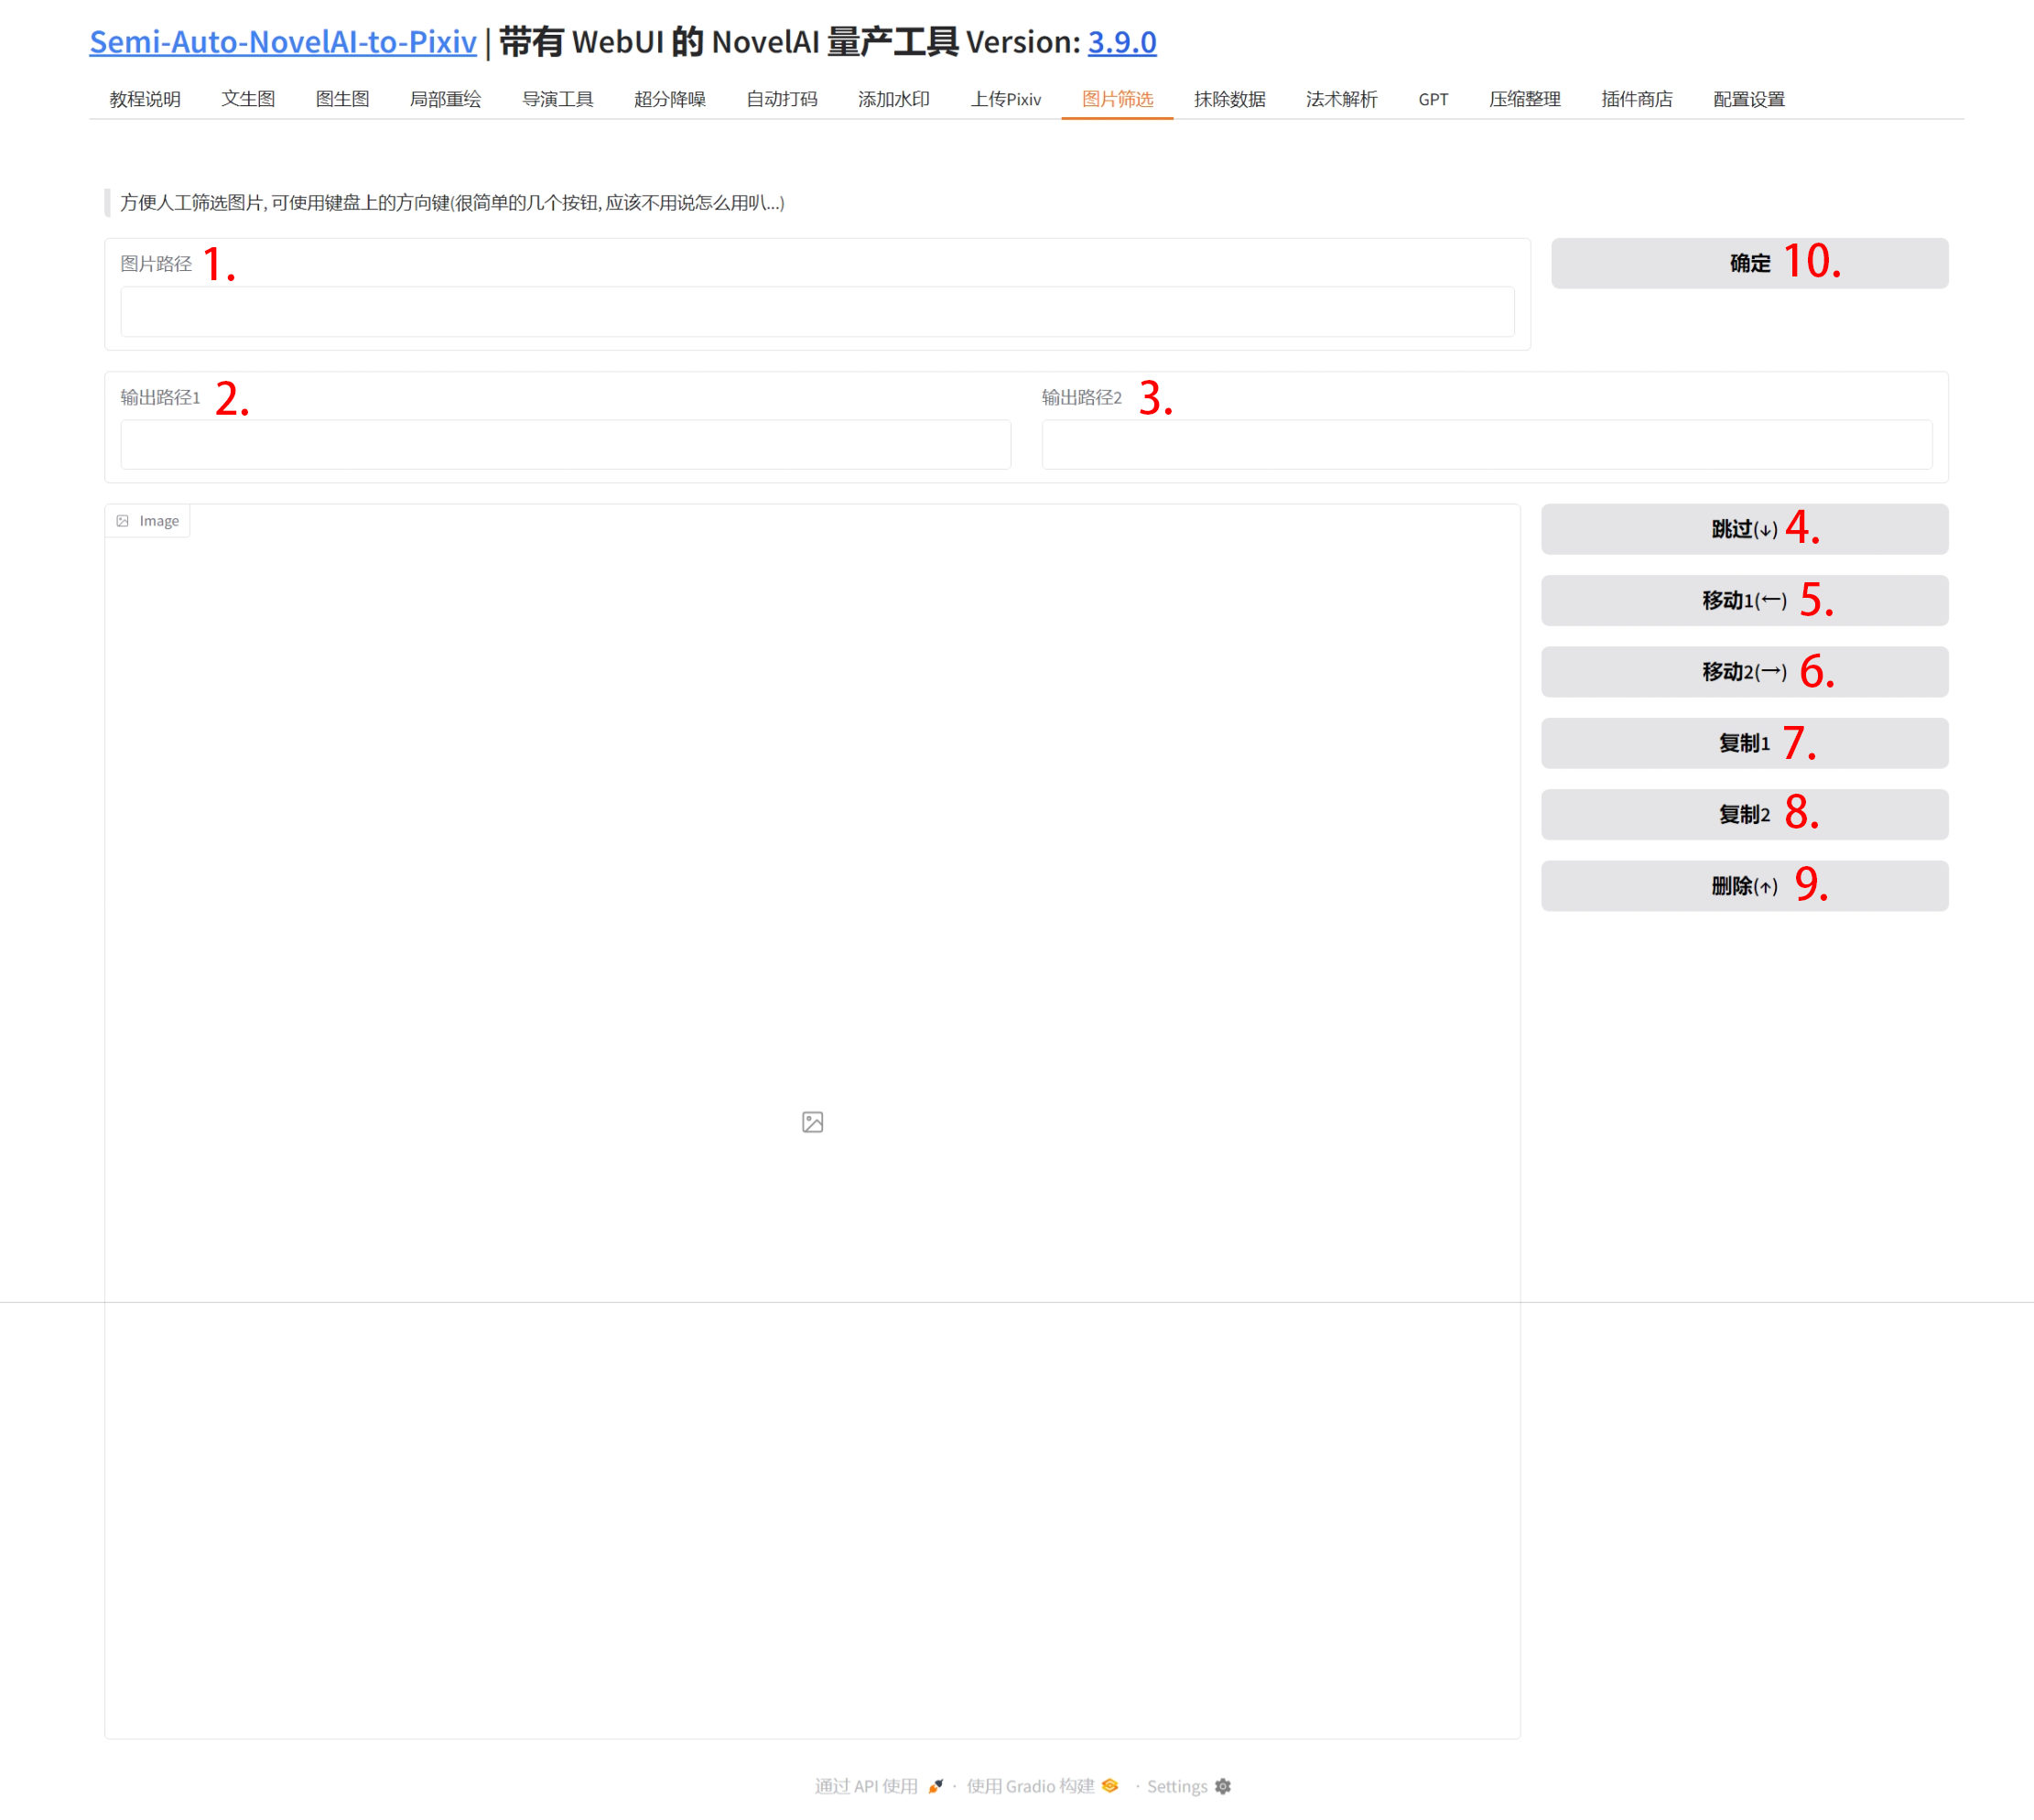 Semi-Auto-NovelAI-to-Pixiv | 带有 WebUI 的 NovelAI 量产工具 Version: 3.9.0
教程说明 文生图 图生图 局部重绘 导演工具 超分降噪 自动打码 添加水印 上传Pixiv 图片筛选 抹除数据 法术解析 GPT 压缩整理 插件商店 配置设置
方便人工筛选图片, 可使用键盘上的方向键(很简单的几个按钮, 应该不用说怎么用叭...)
图片路径 1.
确定 10.
输出路径1 2.
输出路径2 3.
Image
跳过(↓) 4.
移动1(←) 5.
移动2(→) 6.
复制1 7.
复制2 8.
删除(↑) 9.
通过 API 使用 · 使用 Gradio 构建 · Settings